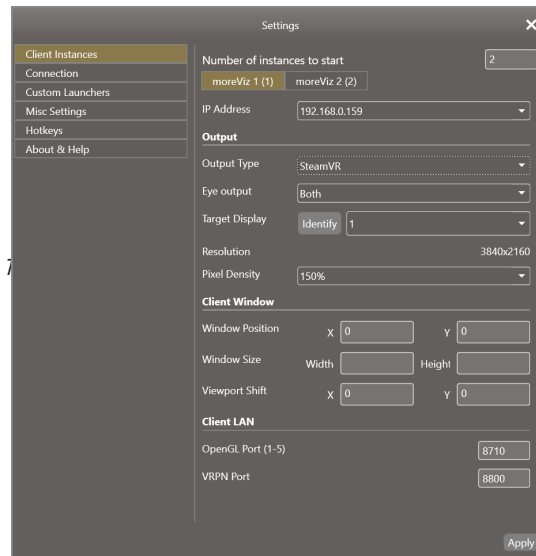 Settings
Client Instances
Connection
Custom Launchers
Misc Settings
Hotkeys
About & Help
Number of instances to start 2
moreViz 1 (1) moreViz 2 (2)
IP Address 192.168.0.159
Output
Output Type SteamVR
Eye output Both
Target Display Identify 1
Resolution 3840x2160
Pixel Density 150%
Client Window
Window Position X 0 Y 0
Window Size Width Height
Viewport Shift X 0 Y 0
Client LAN
OpenGL Port (1-5) 8710
VRPN Port 8800
Apply